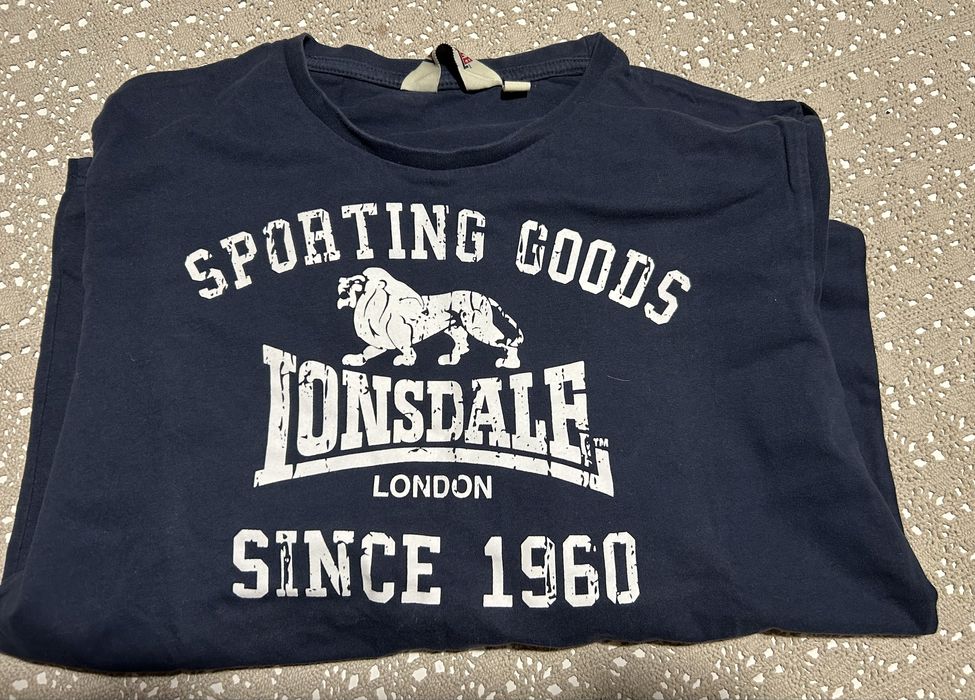 SPORTING GOODS
LONSDALE™
LONDON
SINCE 1960